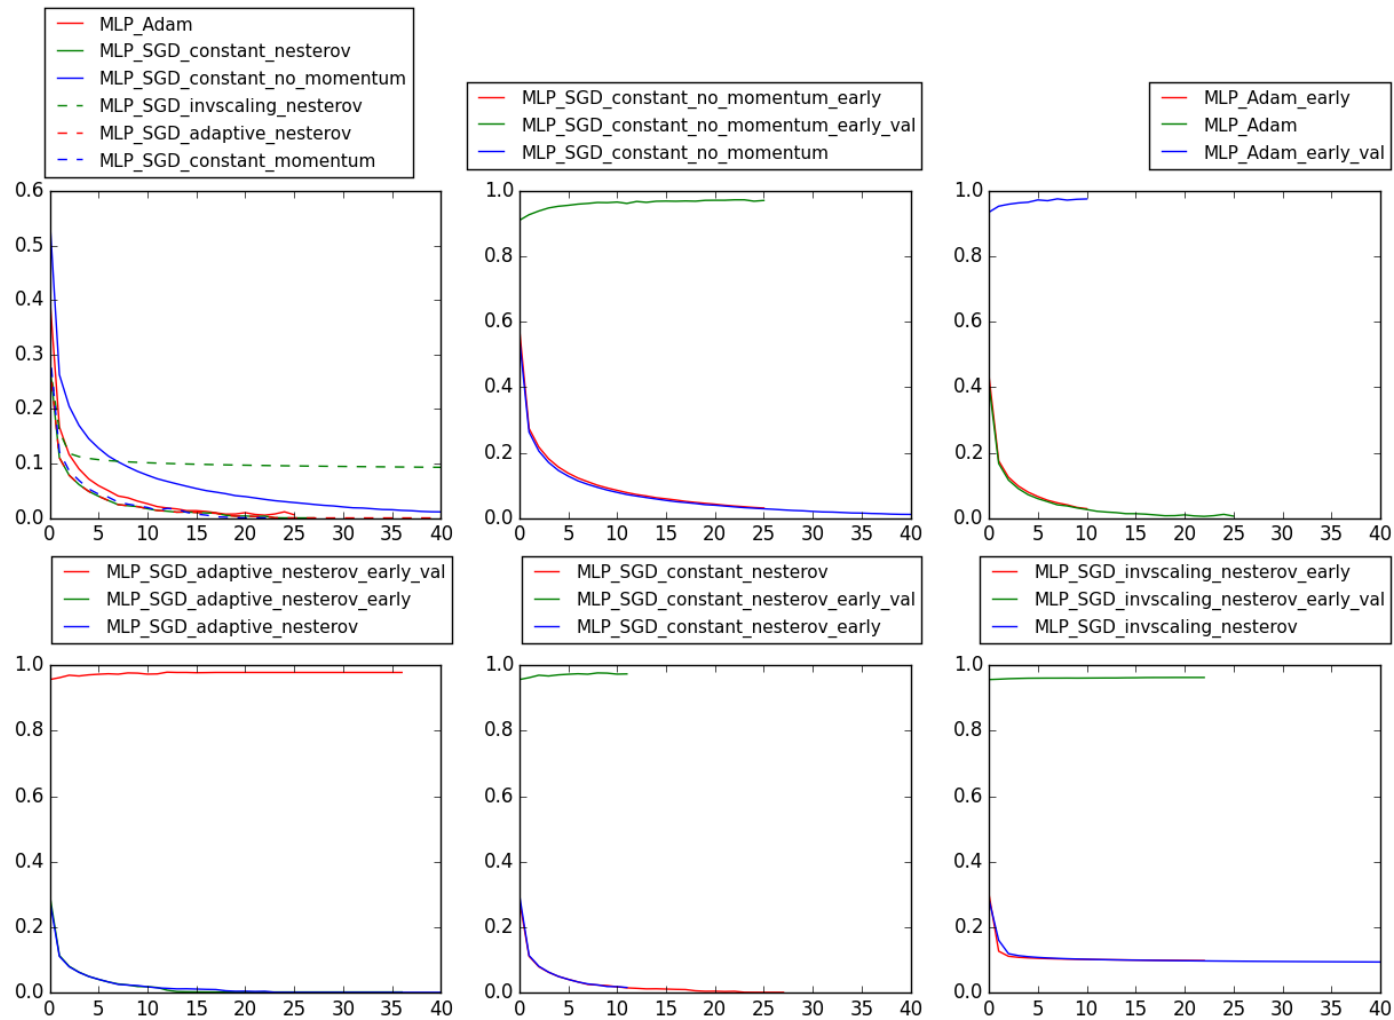 MLP_Adam
MLP_SGD_constant_nesterov
MLP_SGD_constant_no_momentum
MLP_SGD_invscaling_nesterov
MLP_SGD_adaptive_nesterov
MLP_SGD_constant_momentum
0.6
0.5
0.4
0.3
0.2
0.1
0.0
0 5 10 15 20 25 30 35 40
MLP_SGD_constant_no_momentum_early
MLP_SGD_constant_no_momentum_early_val
MLP_SGD_constant_no_momentum
1.0
0.8
0.6
0.4
0.2
0.0
0 5 10 15 20 25 30 35 40
MLP_Adam_early
MLP_Adam
MLP_Adam_early_val
1.0
0.8
0.6
0.4
0.2
0.0
0 5 10 15 20 25 30 35 40
MLP_SGD_adaptive_nesterov_early_val
MLP_SGD_adaptive_nesterov_early
MLP_SGD_adaptive_nesterov
1.0
0.8
0.6
0.4
0.2
0.0
0 5 10 15 20 25 30 35 40
MLP_SGD_constant_nesterov
MLP_SGD_constant_nesterov_early_val
MLP_SGD_constant_nesterov_early
1.0
0.8
0.6
0.4
0.2
0.0
0 5 10 15 20 25 30 35 40
MLP_SGD_invscaling_nesterov_early
MLP_SGD_invscaling_nesterov_early_val
MLP_SGD_invscaling_nesterov
1.0
0.8
0.6
0.4
0.2
0.0
0 5 10 15 20 25 30 35 40